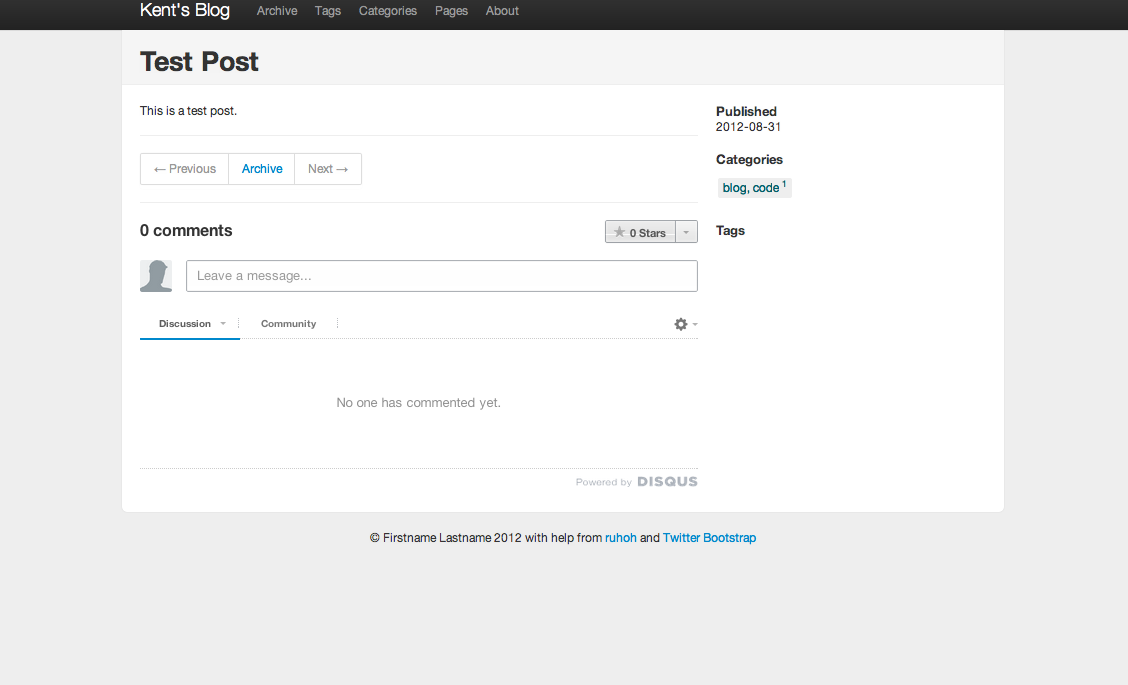 Kent's Blog Archive Tags Categories Pages About
Test Post
This is a test post.
← Previous Archive Next →
0 comments
★ 0 Stars
Leave a message...
Discussion Community
No one has commented yet.
Powered by DISQUS
Published
2012-08-31
Categories
blog, code 1
Tags
© Firstname Lastname 2012 with help from ruhoh and Twitter Bootstrap